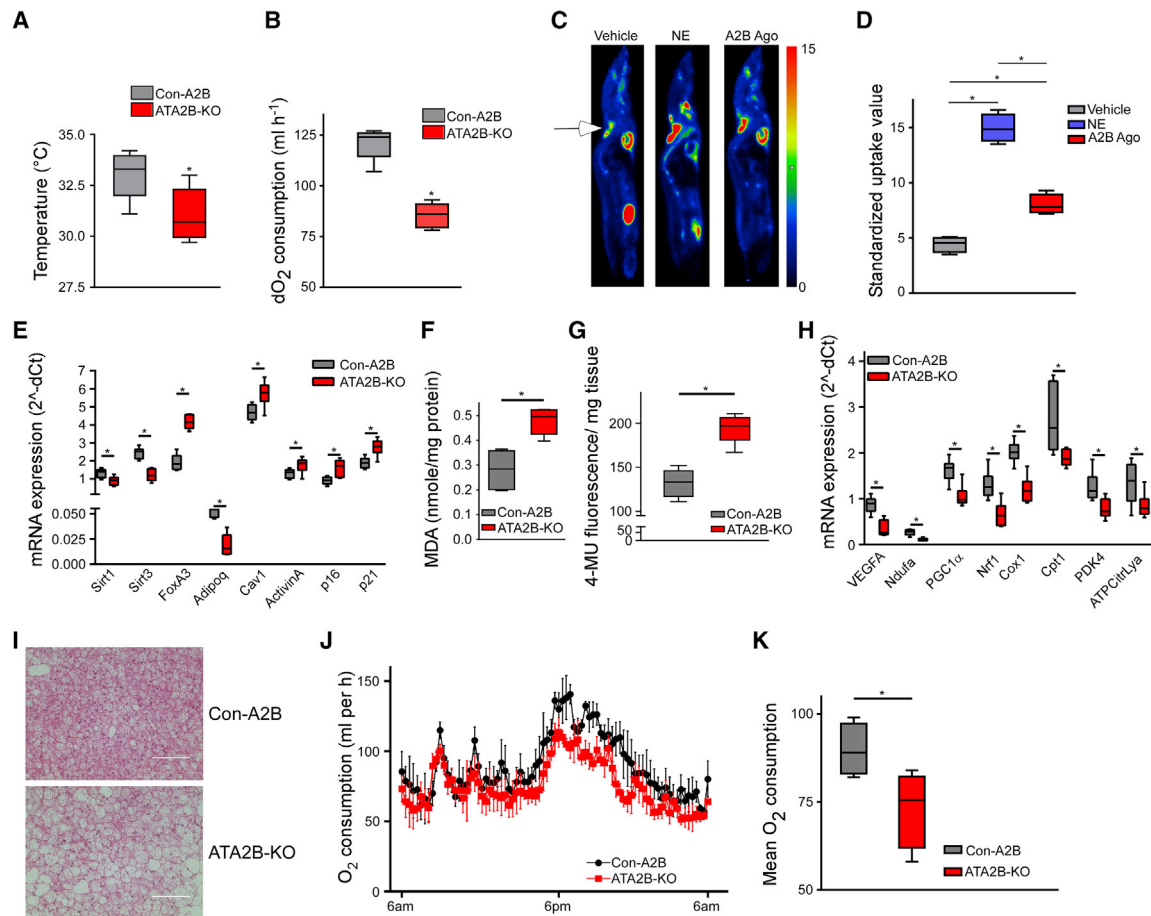 A
Con-A2B
ATA2B-KO
Temperature (°C)
35.0
32.5
30.0
27.5
*
B
Con-A2B
ATA2B-KO
dO2 consumption (ml h-1)
125
100
75
50
*
C
Vehicle
NE
A2B Ago
15
0
D
Vehicle
NE
A2B Ago
Standardized uptake value
15
10
5
0
*
*
*
E
Con-A2B
ATA2B-KO
mRNA expression (2^-dCt)
7
6
5
4
3
2
1
0.050
0.025
0.000
* * * * * * * *
Sirt1
Sirt3
FoxA3
Adipoq
Cav1
ActivinA
p16
p21
F
MDA (nmole/mg protein)
0.5
0.4
0.3
0.2
0.1
0.0
*
Con-A2B
ATA2B-KO
G
4-MU fluorescence/ mg tissue
200
150
100
50
0
*
Con-A2B
ATA2B-KO
H
Con-A2B
ATA2B-KO
mRNA expression (2^-dCt)
4
3
2
1
0
* * * * * * * *
VEGFA
Ndufa
PGC1α
Nrf1
Cox1
Cpt1
PDK4
ATPCitrLya
I
Con-A2B
ATA2B-KO
J
O2 consumption (ml per h)
150
100
50
0
6am
6pm
6am
Con-A2B
ATA2B-KO
K
Mean O2 consumption
100
75
50
*
Con-A2B
ATA2B-KO